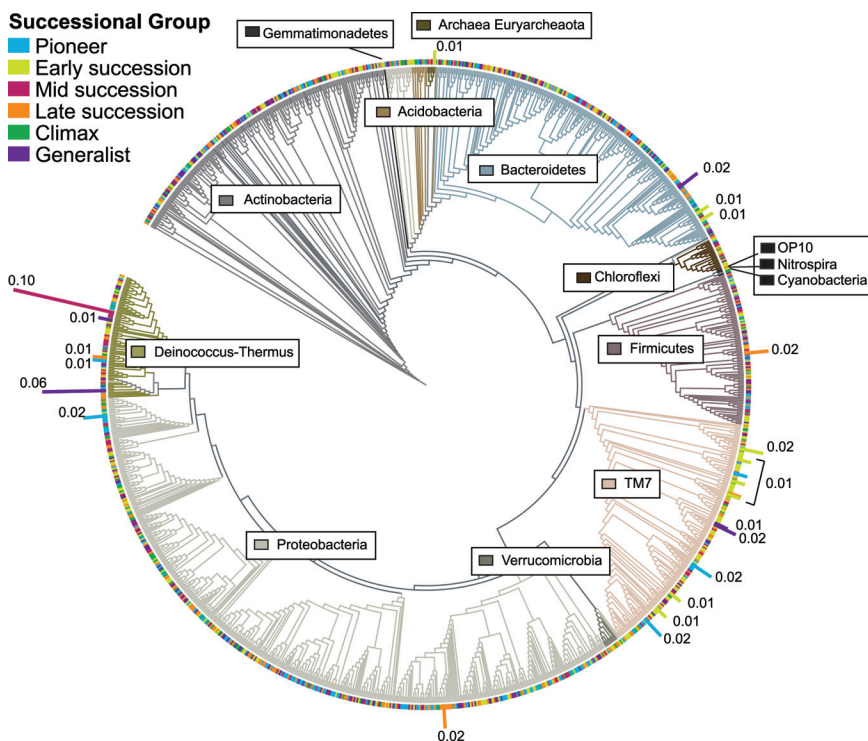 Successional Group
Pioneer
Early succession
Mid succession
Late succession
Climax
Generalist
Gemmatimonadetes
Archaea Euryarcheaota
0.01
Acidobacteria
Bacteroidetes
Actinobacteria
0.02
0.01
0.01
OP10
Nitrospira
Cyanobacteria
Chloroflexi
0.10
0.01
Deinococcus-Thermus
0.01
0.01
Firmicutes
0.02
0.06
0.02
0.02
0.01
TM7
0.01
0.02
Proteobacteria
Verrucomicrobia
0.02
0.01
0.01
0.02
0.02